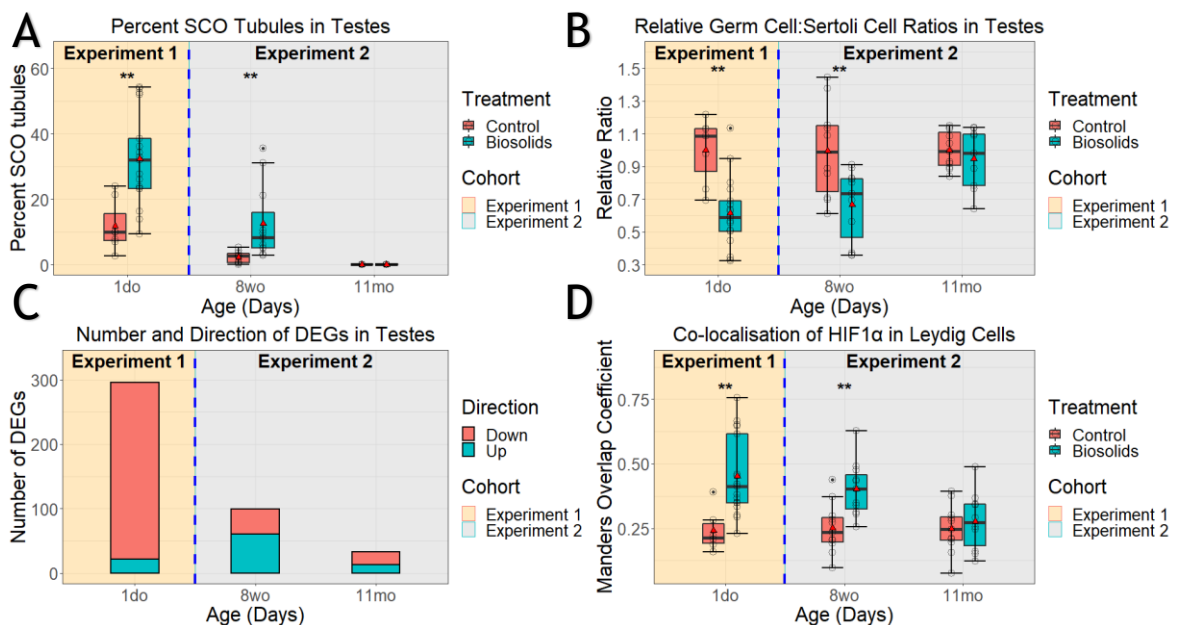 A
Percent SCO Tubules in Testes
Experiment 1
Experiment 2
**
**
60
40
20
0
Percent SCO tubules
1do
8wo
11mo
Age (Days)
Treatment
Control
Biosolids
Cohort
Experiment 1
Experiment 2
B
Relative Germ Cell:Sertoli Cell Ratios in Testes
Experiment 1
Experiment 2
**
**
1.5
1.3
1.1
0.9
0.7
0.5
0.3
Relative Ratio
1do
8wo
11mo
Age (Days)
Treatment
Control
Biosolids
Cohort
Experiment 1
Experiment 2
C
Number and Direction of DEGs in Testes
Experiment 1
Experiment 2
300
200
100
0
Number of DEGs
1do
8wo
11mo
Age (Days)
Direction
Down
Up
Cohort
Experiment 1
Experiment 2
D
Co-localisation of HIF1α in Leydig Cells
Experiment 1
Experiment 2
**
**
0.75
0.50
0.25
Manders Overlap Coefficient
1do
8wo
11mo
Age (Days)
Treatment
Control
Biosolids
Cohort
Experiment 1
Experiment 2